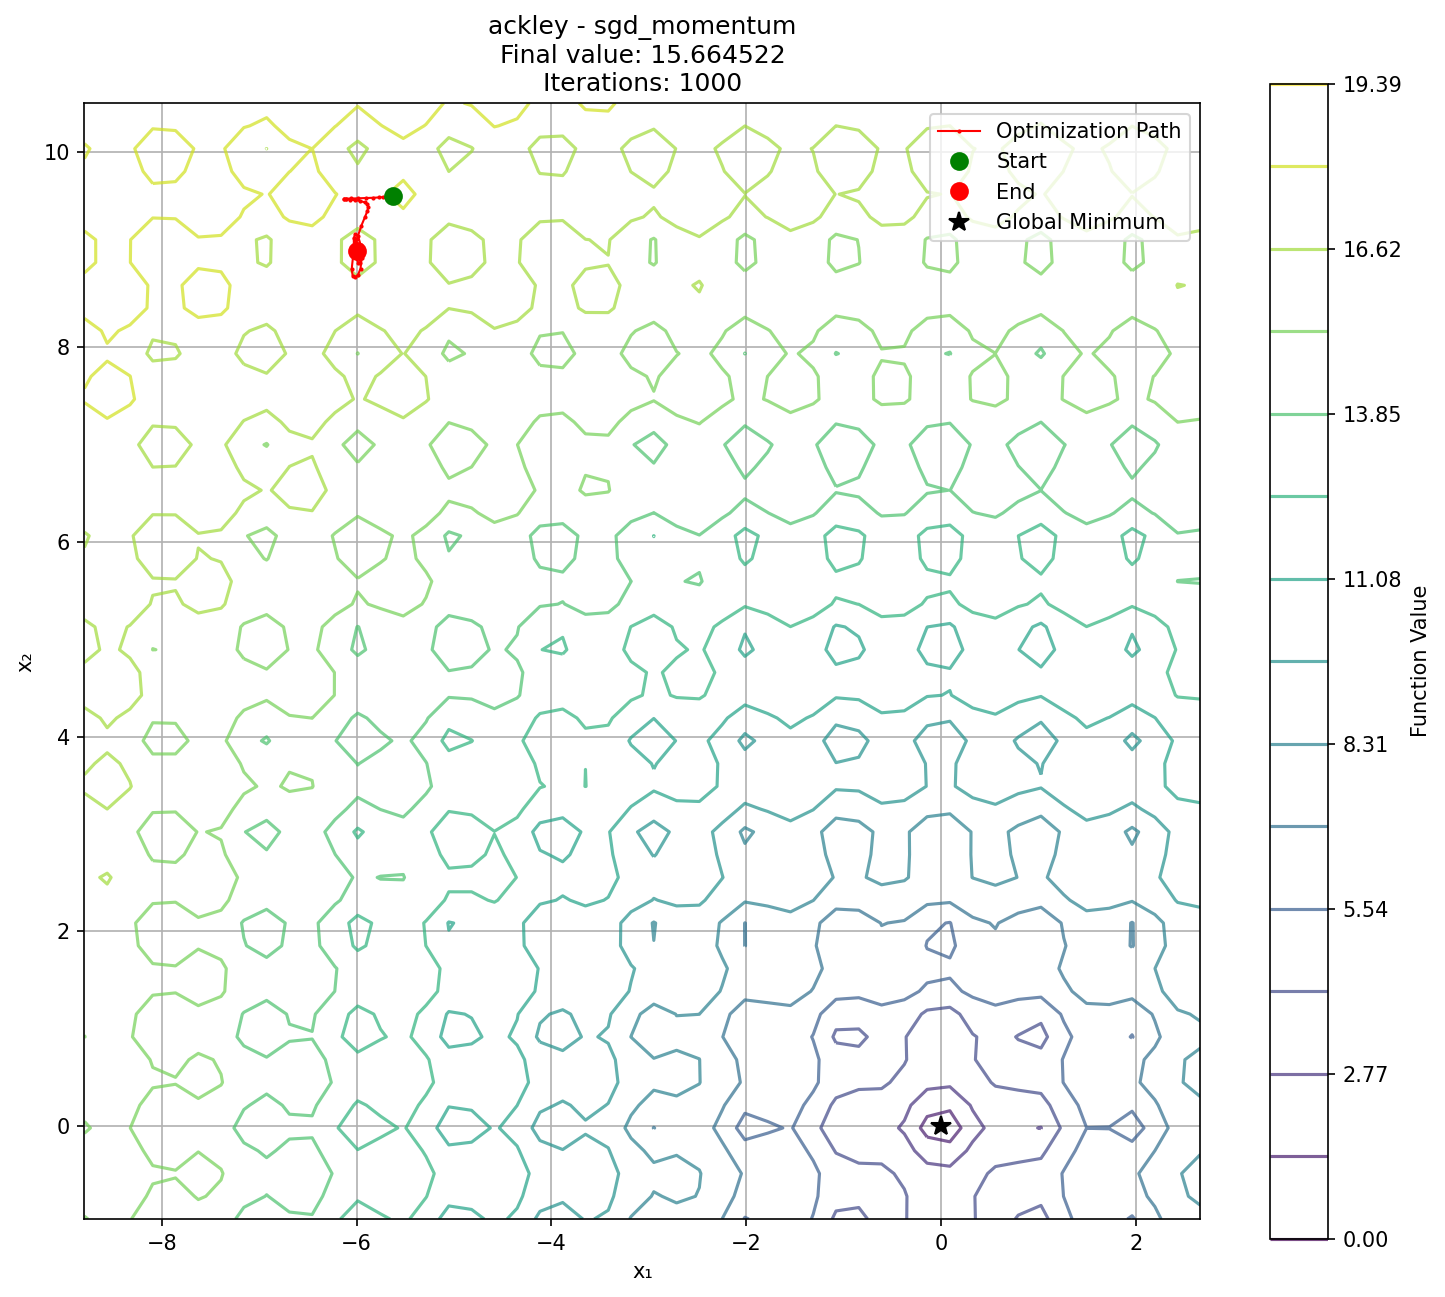 ackley - sgd_momentum
Final value: 15.664522
Iterations: 1000
Optimization Path
Start
End
Global Minimum
10
8
6
4
2
0
x₂
−8
−6
−4
−2
0
2
x₁
19.39
16.62
13.85
11.08
8.31
5.54
2.77
0.00
Function Value